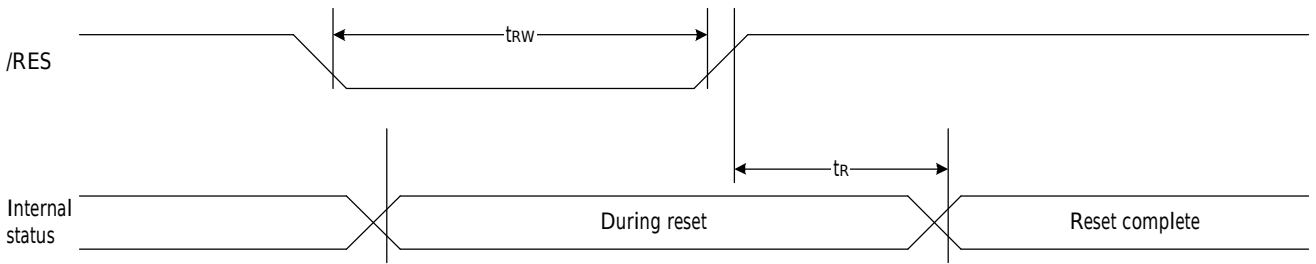 tRW
/RES
tR
Internal
status
During reset
Reset complete